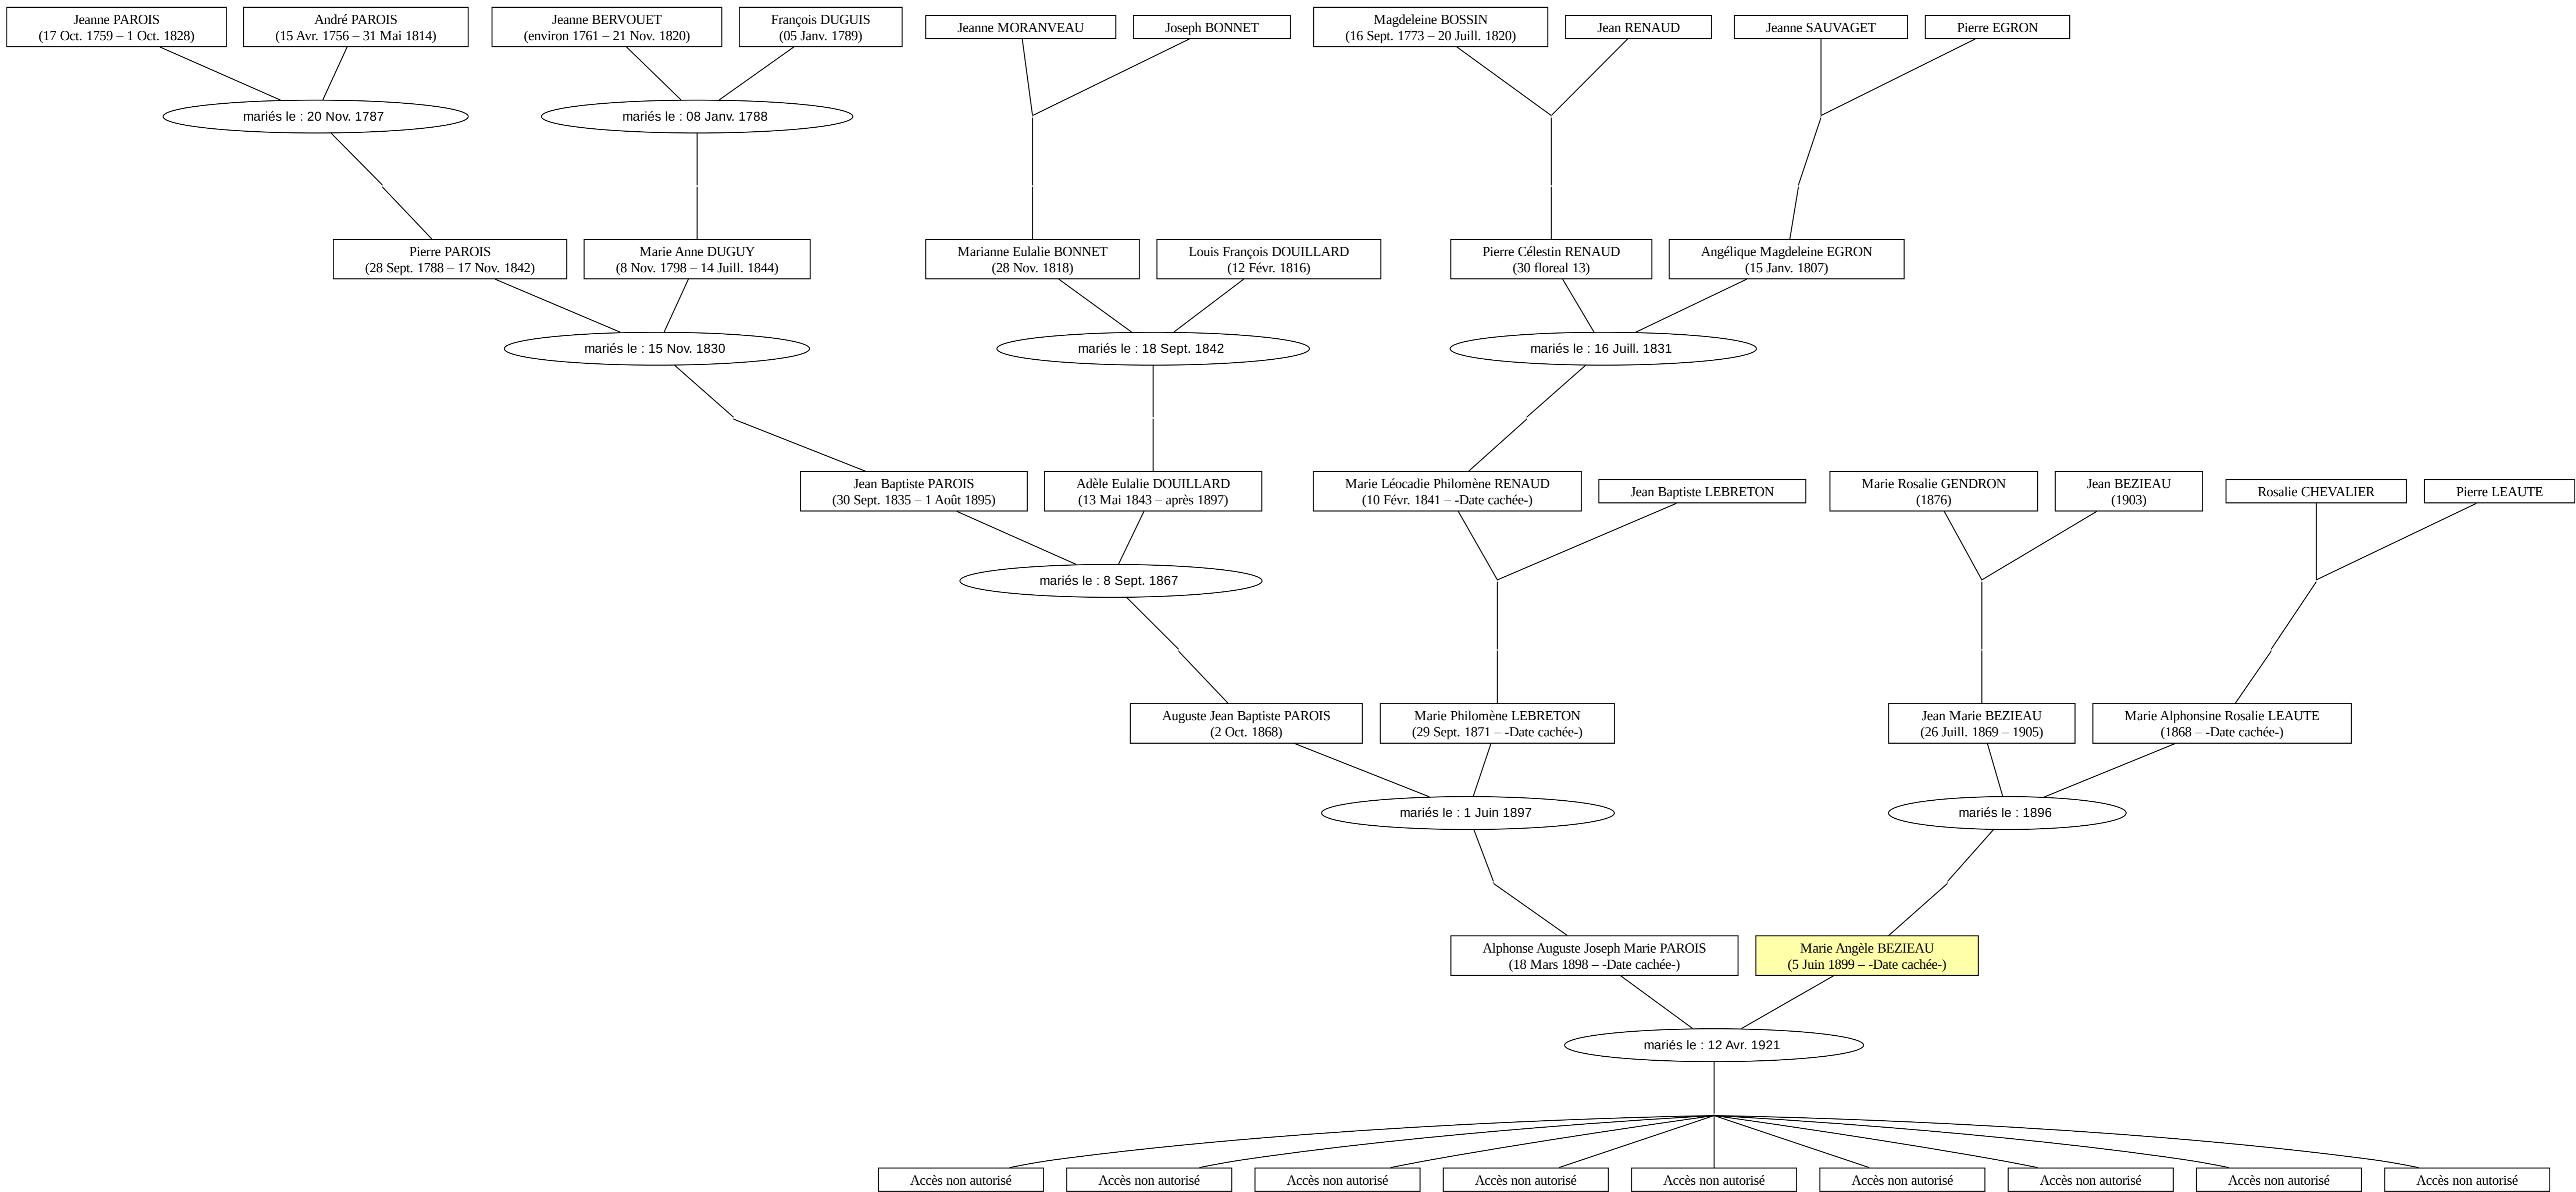 Jeanne PAROIS
(17 Oct. 1759 – 1 Oct. 1828)
André PAROIS
(15 Avr. 1756 – 31 Mai 1814)
Jeanne BERVOUET
(environ 1761 – 21 Nov. 1820)
François DUGUIS
(05 Janv. 1789)
Jeanne MORANVEAU
Joseph BONNET
Magdeleine BOSSIN
(16 Sept. 1773 – 20 Juill. 1820)
Jean RENAUD
Jeanne SAUVAGET
Pierre EGRON
mariés le : 20 Nov. 1787
mariés le : 08 Janv. 1788
Pierre PAROIS
(28 Sept. 1788 – 17 Nov. 1842)
Marie Anne DUGUY
(8 Nov. 1798 – 14 Juill. 1844)
Marianne Eulalie BONNET
(28 Nov. 1818)
Louis François DOUILLARD
(12 Févr. 1816)
Pierre Célestin RENAUD
(30 floreal 13)
Angélique Magdeleine EGRON
(15 Janv. 1807)
mariés le : 15 Nov. 1830
mariés le : 18 Sept. 1842
mariés le : 16 Juill. 1831
Jean Baptiste PAROIS
(30 Sept. 1835 – 1 Août 1895)
Adèle Eulalie DOUILLARD
(13 Mai 1843 – après 1897)
Marie Léocadie Philomène RENAUD
(10 Févr. 1841 – -Date cachée-)
Jean Baptiste LEBRETON
Marie Rosalie GENDRON
(1876)
Jean BEZIEAU
(1903)
Rosalie CHEVALIER
Pierre LEAUTE
mariés le : 8 Sept. 1867
Auguste Jean Baptiste PAROIS
(2 Oct. 1868)
Marie Philomène LEBRETON
(29 Sept. 1871 – -Date cachée-)
Jean Marie BEZIEAU
(26 Juill. 1869 – 1905)
Marie Alphonsine Rosalie LEAUTE
(1868 – -Date cachée-)
mariés le : 1 Juin 1897
mariés le : 1896
Alphonse Auguste Joseph Marie PAROIS
(18 Mars 1898 – -Date cachée-)
Marie Angèle BEZIEAU
(5 Juin 1899 – -Date cachée-)
mariés le : 12 Avr. 1921
Accès non autorisé
Accès non autorisé
Accès non autorisé
Accès non autorisé
Accès non autorisé
Accès non autorisé
Accès non autorisé
Accès non autorisé
Accès non autorisé